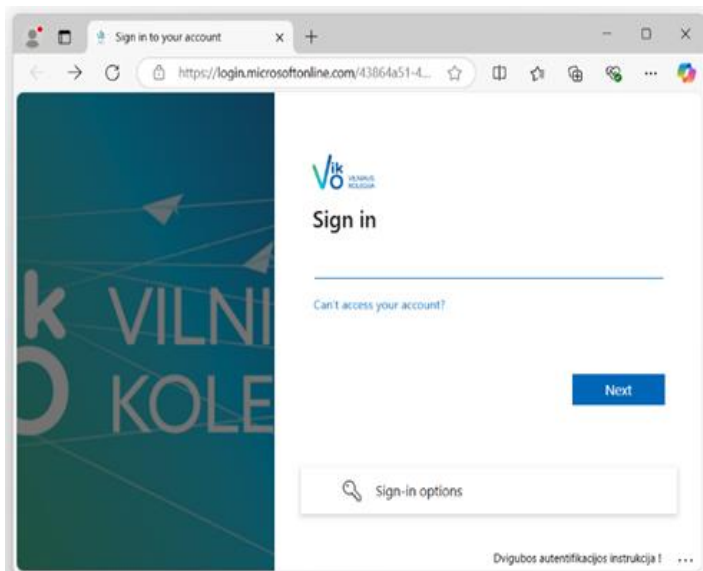 Sign in to your account
https://login.microsoftonline.com/43864a51-4...
Vik
O VILNIAUS
KOLEGIJA
Sign in
Can't access your account?
Next
Sign-in options
k VILNI
O KOLE
Dvigubos autentifikacijos instrukcija !